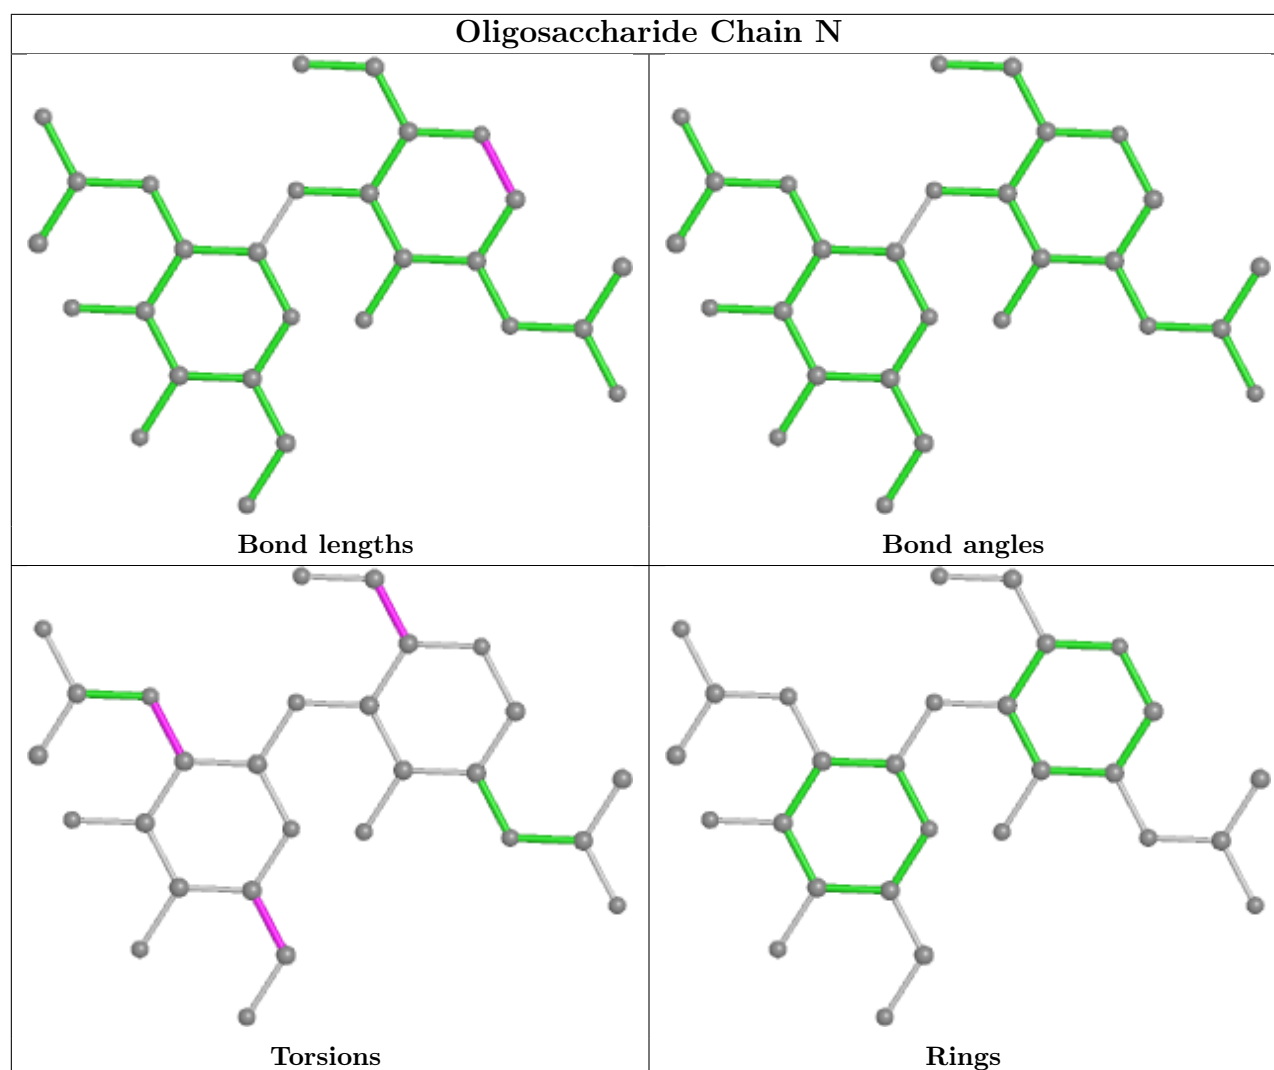 Oligosaccharide Chain N
Bond lengths
Bond angles
Torsions
Rings